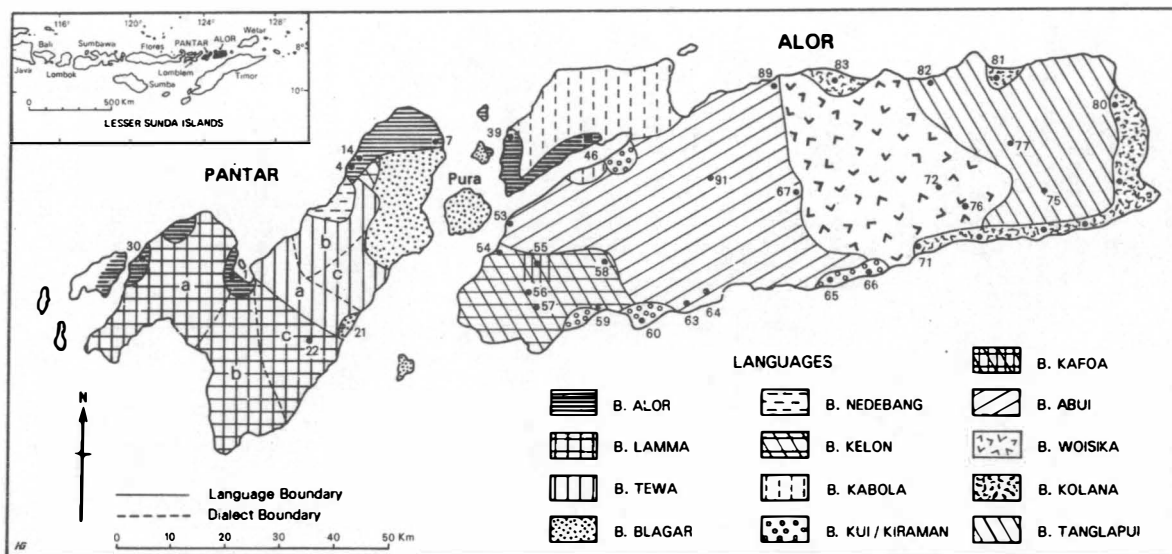 116° 120° 124° 128°
Bali Sumbawa Flores PANTAR ALOR Wetar 8°
Java Lombok Lomblem Timor
Sumba 10°
0 500 Km
LESSER SUNDA ISLANDS
ALOR
PANTAR
Pura
89 83 82 81
80
7 39
14
4
46
77
91
67
72
75
76
53
30
54 55
58
b
c
a
a
71
56
57
65 66
21
59 60 63 64
c
22
b
N
LANGUAGES
B. KAFOA
B. ALOR
B. NEDEBANG
B. ABUI
B. LAMMA
B. KELON
B. WOISIKA
B. TEWA
B. KABOLA
B. KOLANA
B. BLAGAR
B. KUI / KIRAMAN
B. TANGLAPUI
Language Boundary
Dialect Boundary
0 10 20 30 40 50 Km